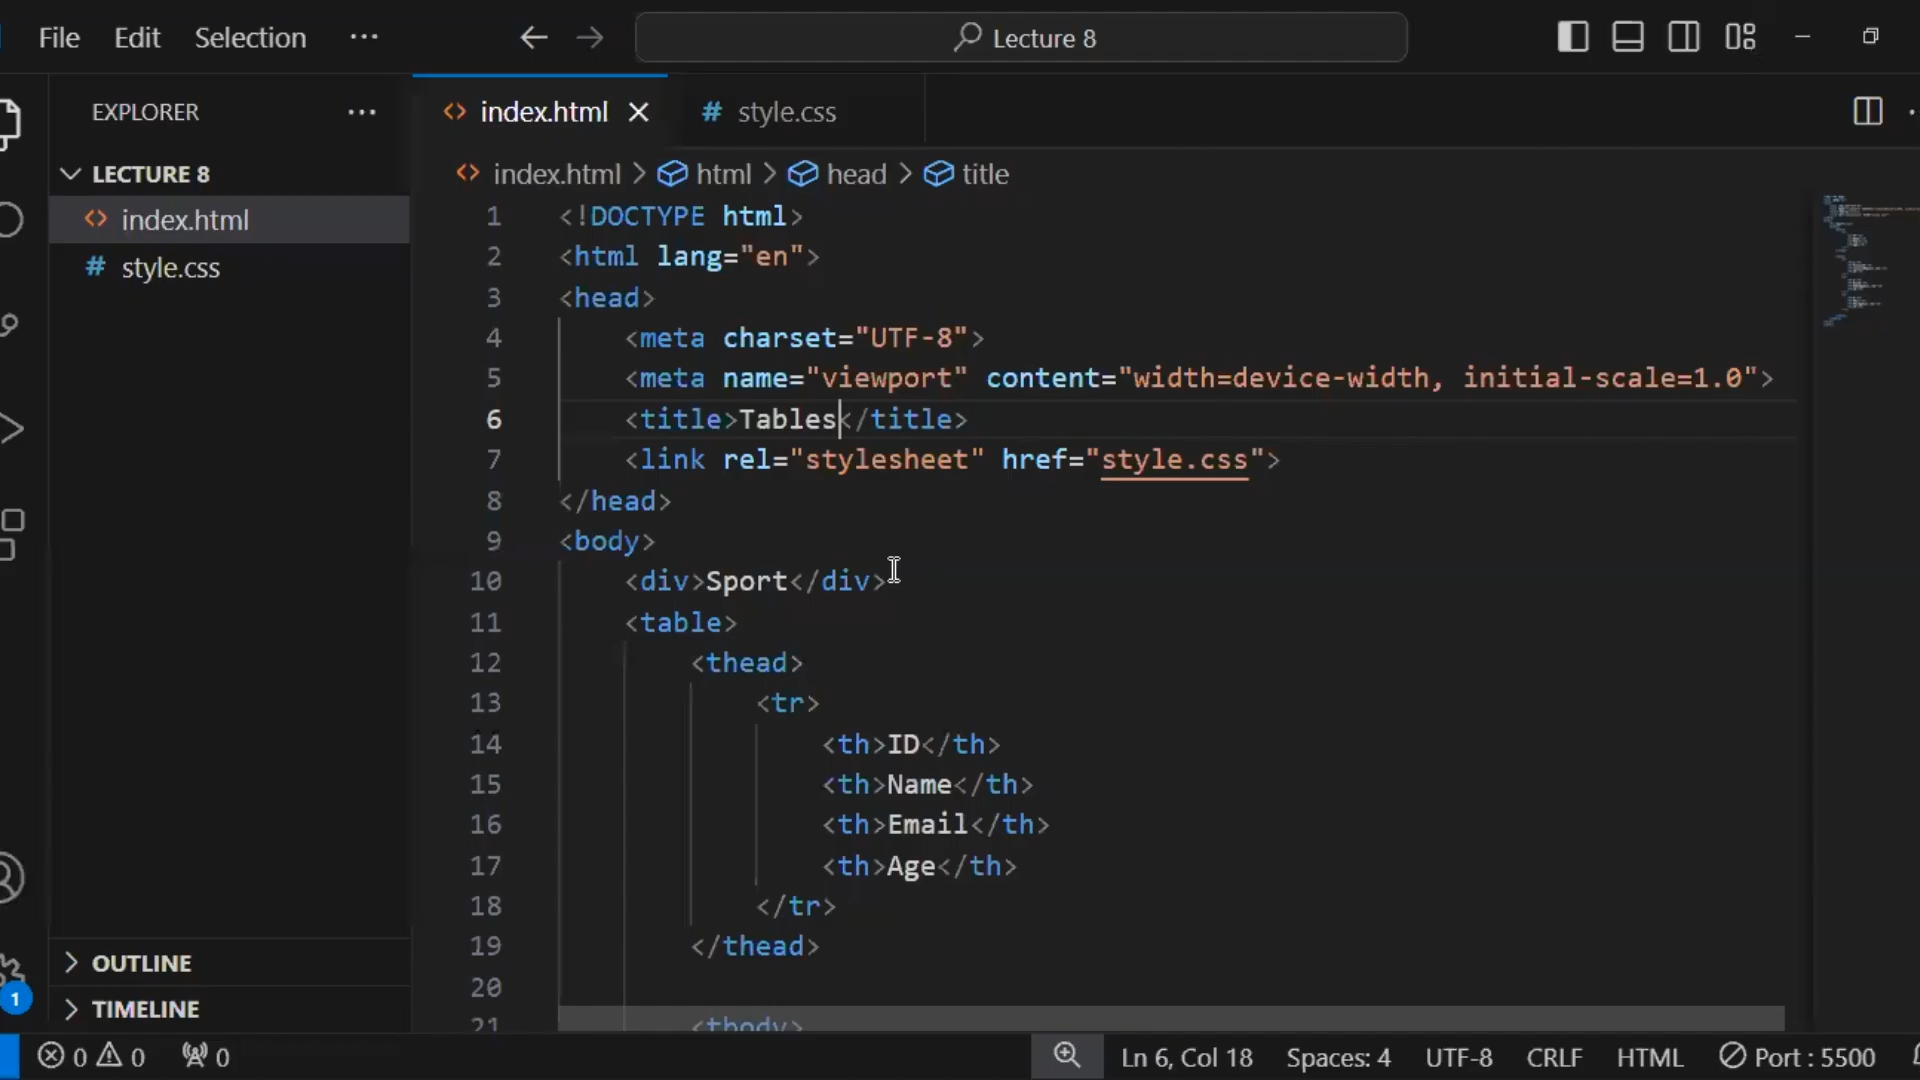 File Edit Selection ··· Lecture 8
EXPLORER ···
LECTURE 8
index.html
# style.css
OUTLINE
TIMELINE
index.html # style.css
index.html > html > head > title
1 <!DOCTYPE html>
2 <html lang="en">
3 <head>
4 <meta charset="UTF-8">
5 <meta name="viewport" content="width=device-width, initial-scale=1.0">
6 <title>Tables</title>
7 <link rel="stylesheet" href="style.css">
8 </head>
9 <body>
10 <div>Sport</div>
11 <table>
12 <thead>
13 <tr>
14 <th>ID</th>
15 <th>Name</th>
16 <th>Email</th>
17 <th>Age</th>
18 </tr>
19 </thead>
20
21 <tbody>
1
0 0 0 Ln 6, Col 18 Spaces: 4 UTF-8 CRLF HTML Port : 5500